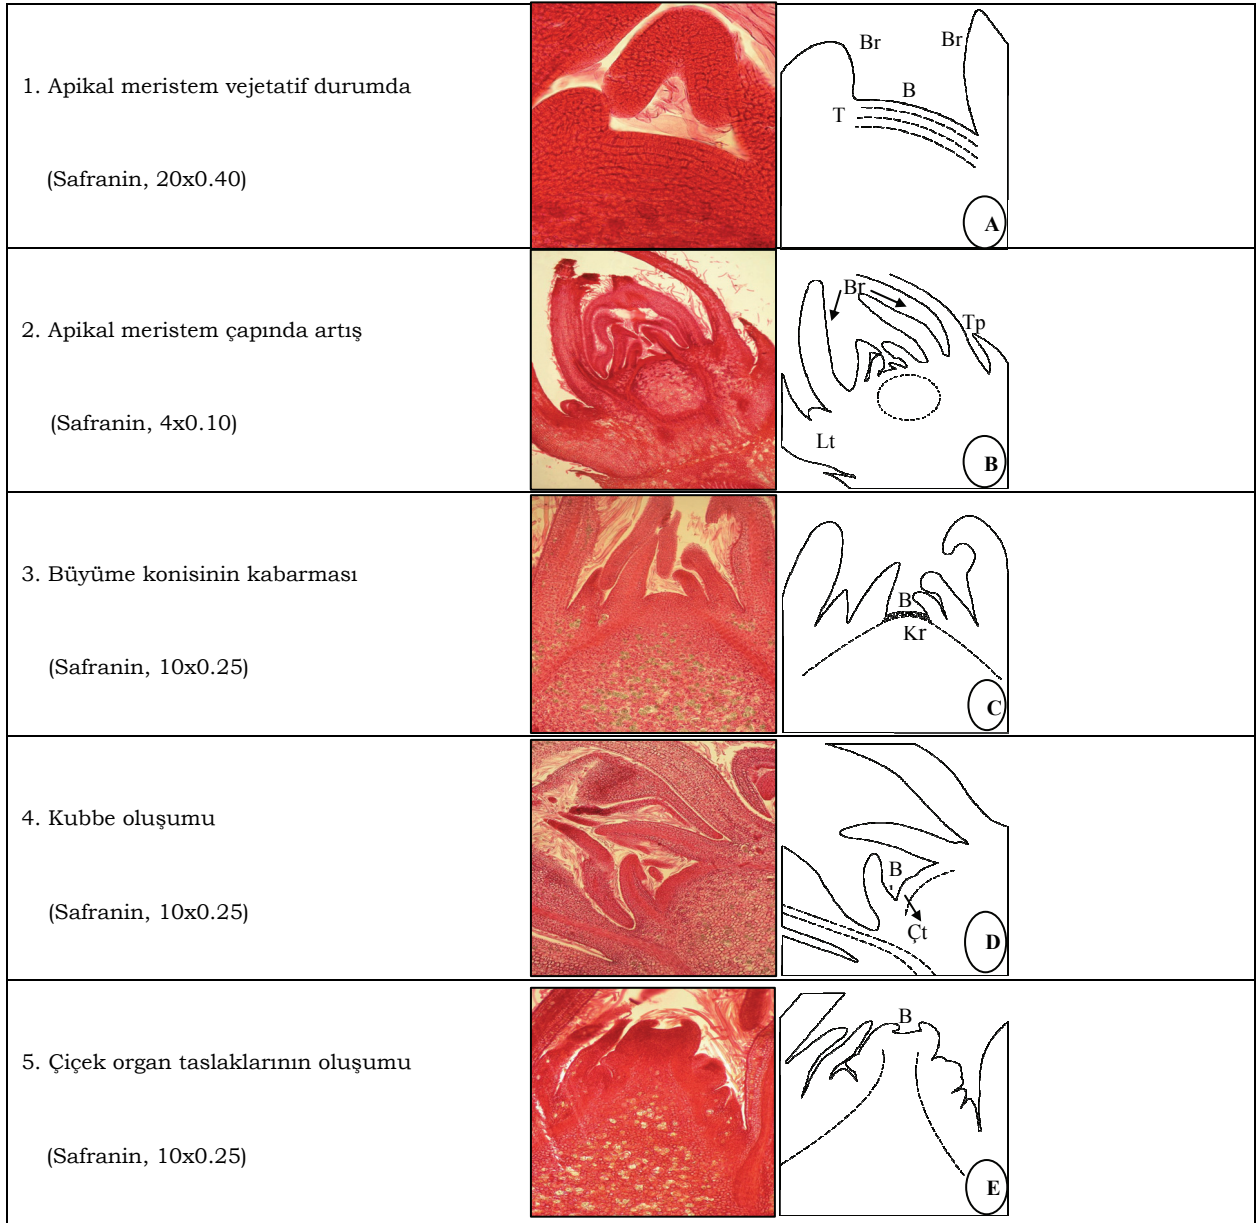 1. Apikal meristem vejetatif durumda
(Safranin, 20x0.40)
Br
Br
B
T
A
2. Apikal meristem çapında artış
(Safranin, 4x0.10)
Br
Tp
Lt
B
3. Büyüme konisinin kabarması
(Safranin, 10x0.25)
B
Kr
C
4. Kubbe oluşumu
(Safranin, 10x0.25)
B
Çt
D
5. Çiçek organ taslaklarının oluşumu
(Safranin, 10x0.25)
B
E